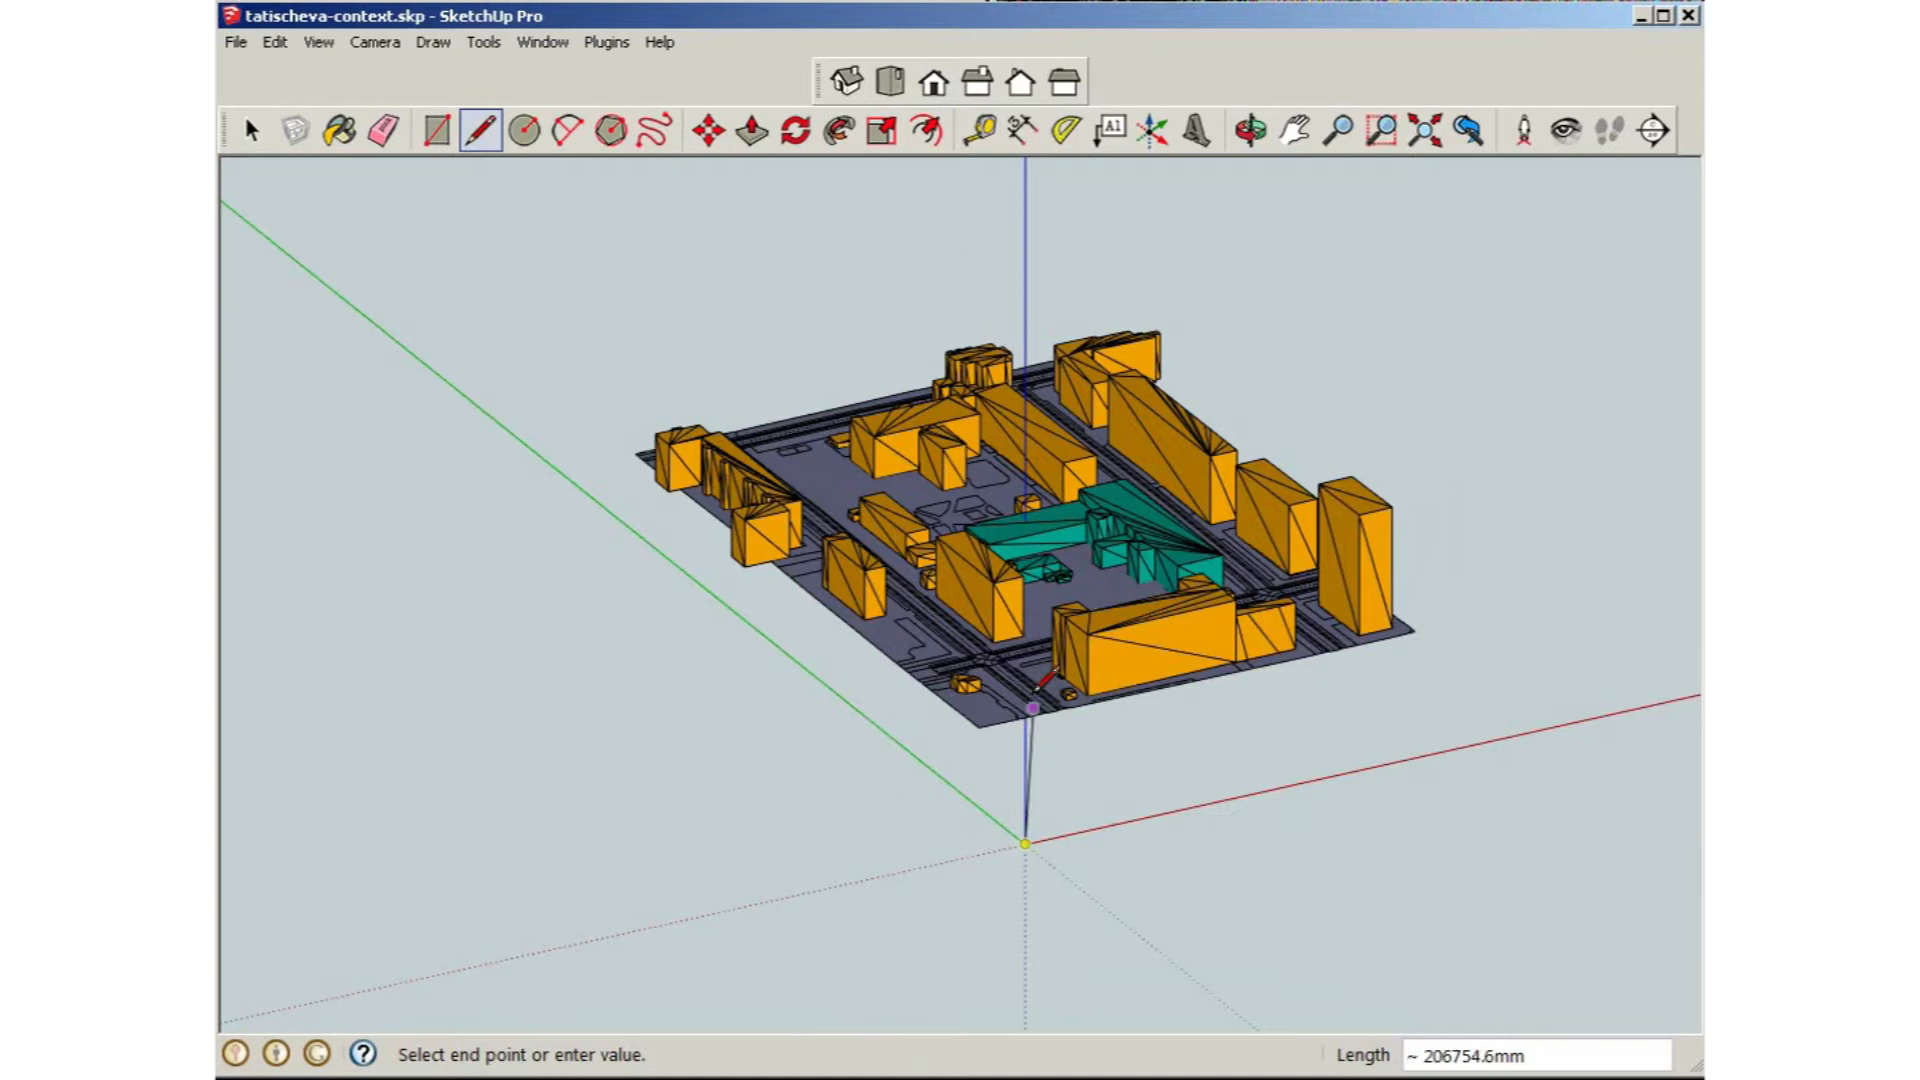 tatischeva-context.skp - SketchUp Pro
File Edit View Camera Draw Tools Window Plugins Help
A1
Select end point or enter value.
Length ~ 206754.6mm